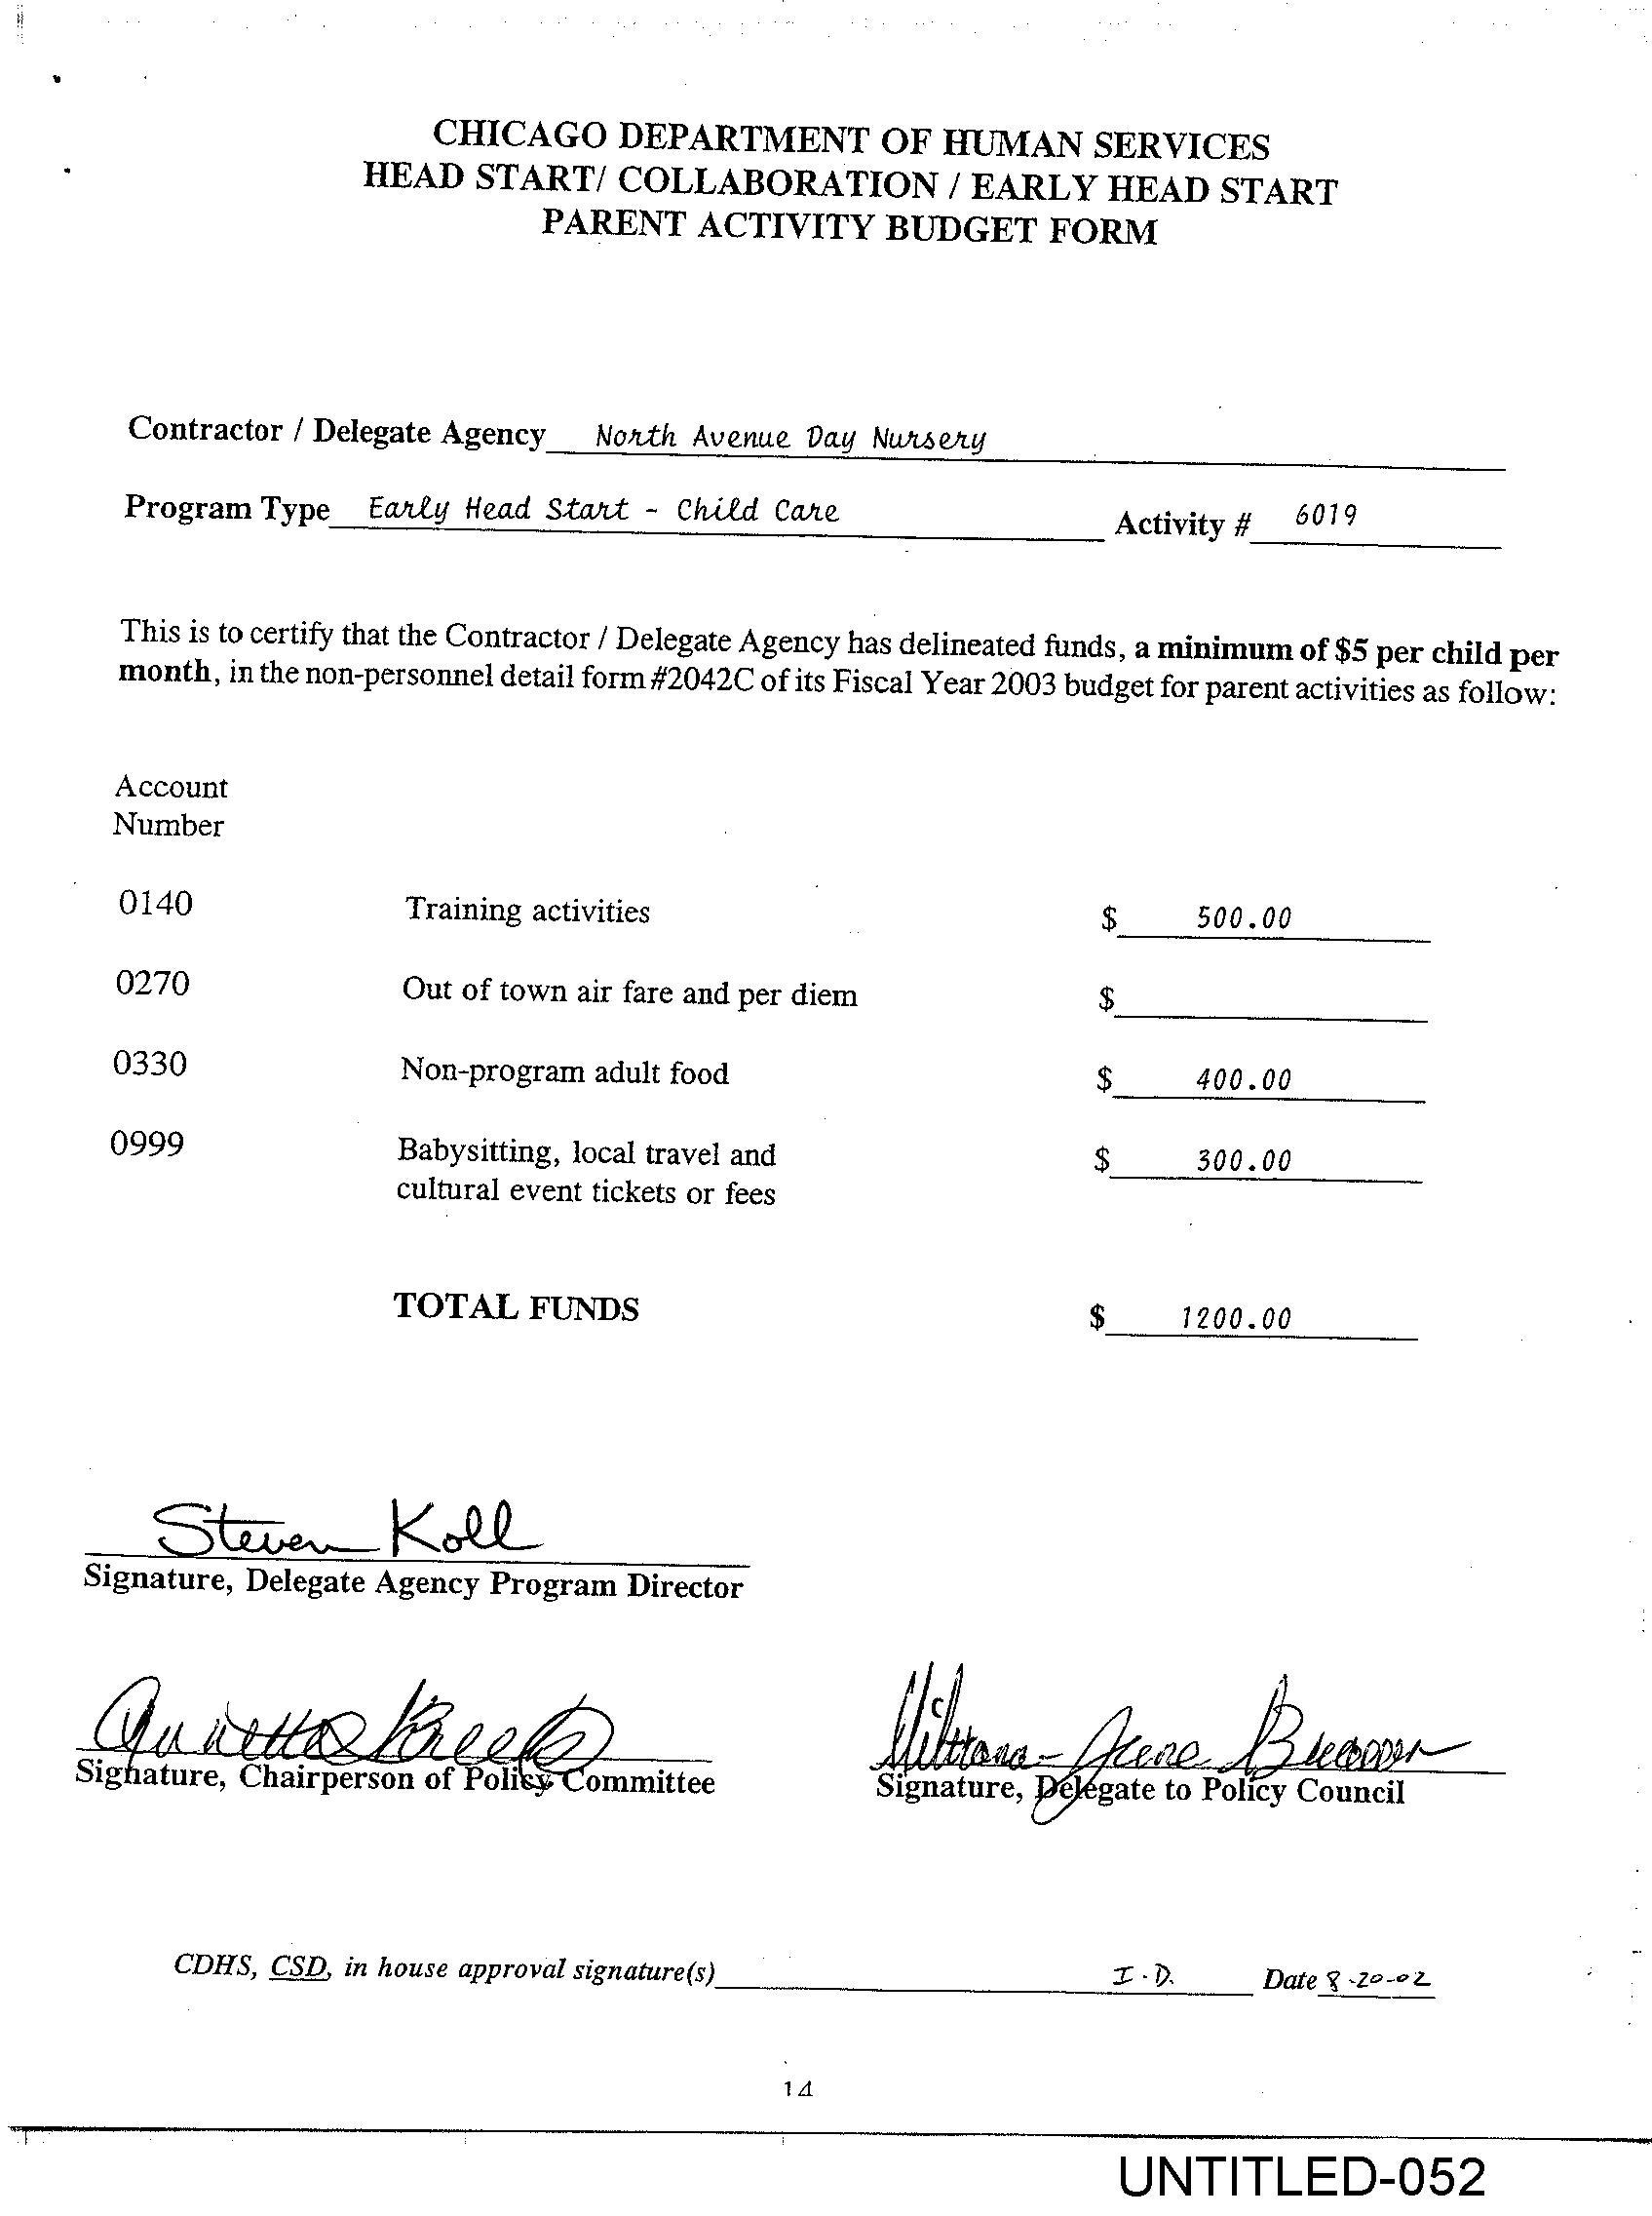 CHICAGO DEPARTMENT OF HUMAN SERVICES
HEAD START/ COLLABORATION / EARLY HEAD START
PARENT ACTIVITY BUDGET FORM
Contractor / Delegate Agency North Avenue Day Nursery
Program Type Early Head Start - Child Care Activity # 6019
This is to certify that the Contractor / Delegate Agency has delineated funds, a minimum of $5 per child per
month, in the non-personnel detail form #2042C of its Fiscal Year 2003 budget for parent activities as follow:
Account
Number
0140 Training activities $ 500.00
0270 Out of town air fare and per diem $
0330 Non-program adult food $ 400.00
0999 Babysitting, local travel and $ 300.00
cultural event tickets or fees
TOTAL FUNDS $ 1200.00
Steven Koll
Signature, Delegate Agency Program Director
Signature, Chairperson of Policy Committee Signature, Delegate to Policy Council
CDHS, CSD, in house approval signature(s) I.D. Date 8-20-02
14
UNTITLED-052